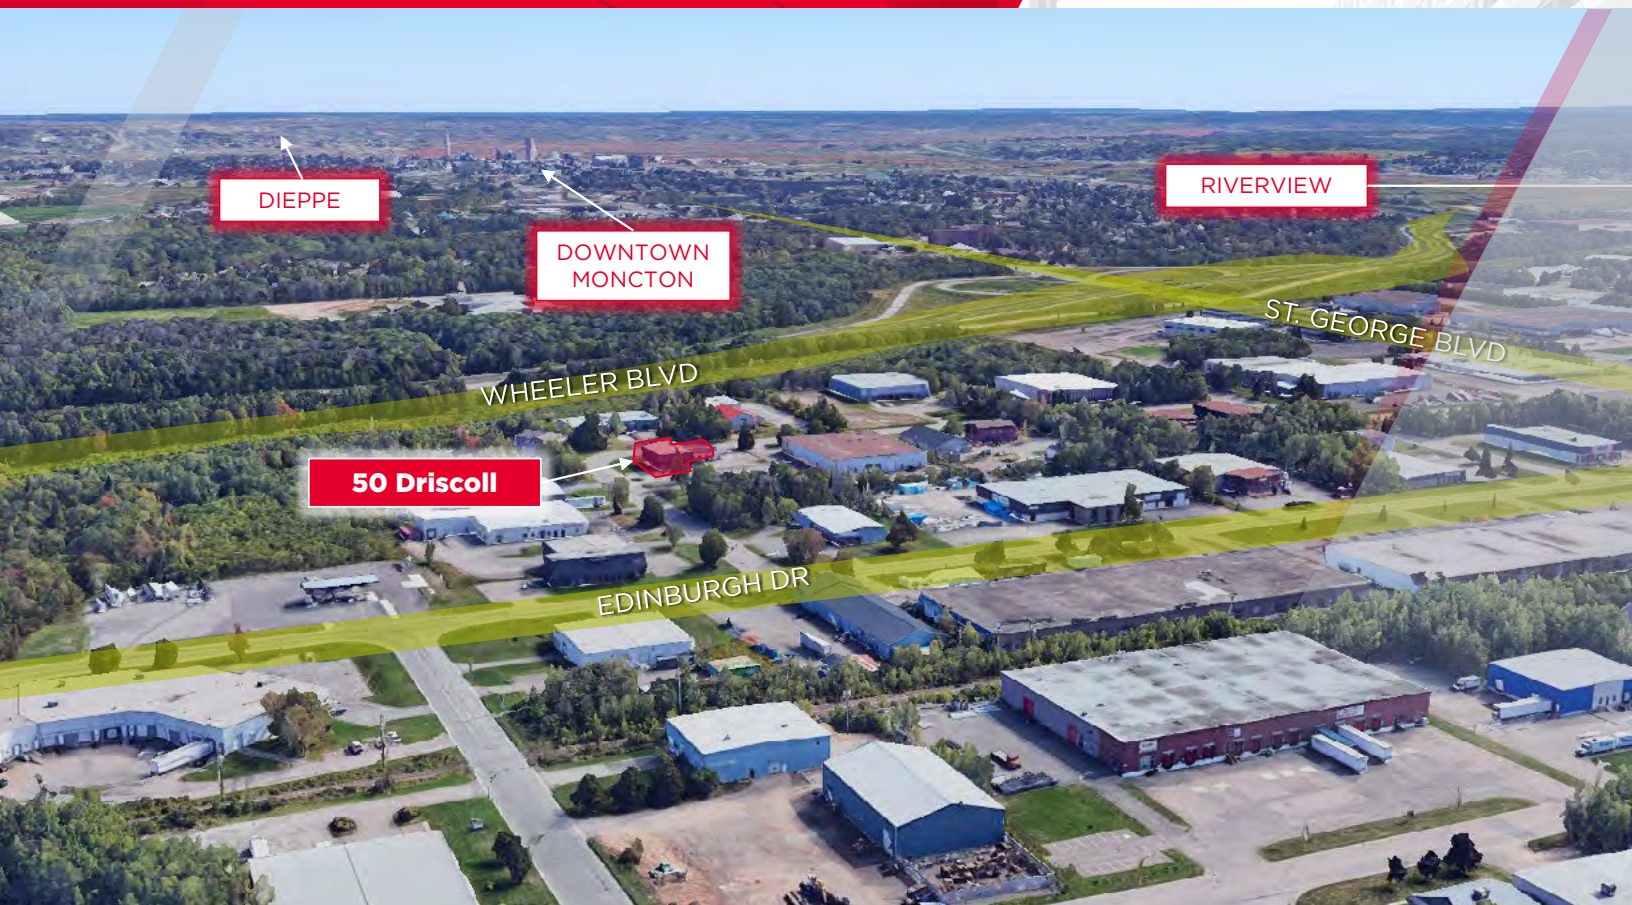 DIEPPE
RIVERVIEW
DOWNTOWN
MONCTON
ST. GEORGE BLVD
WHEELER BLVD
50 Driscoll
EDINBURGH DR